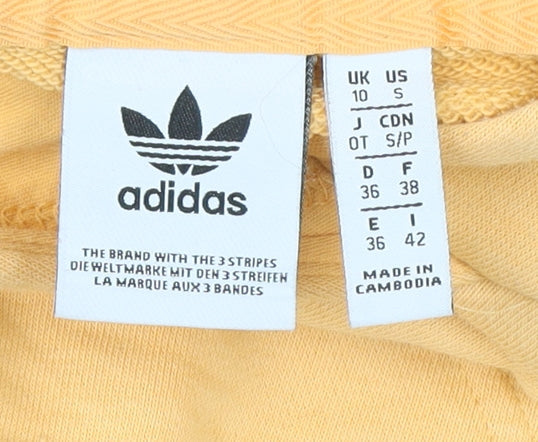 adidas
THE BRAND WITH THE 3 STRIPES
DIE WELTMARKE MIT DEN 3 STREIFEN
LA MARQUE AUX 3 BANDES
UK US
10 S
J CDN
OT S/P
D F
36 38
E I
36 42
MADE IN
CAMBODIA